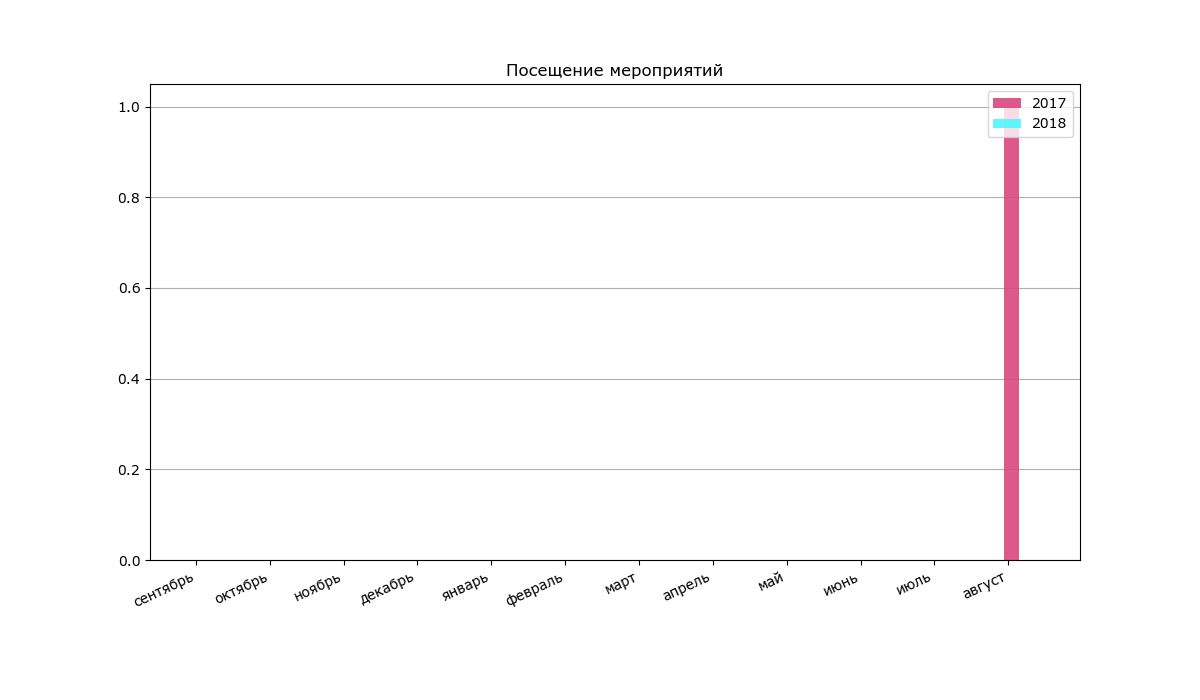 Посещение мероприятий
2017
2018
1.0
0.8
0.6
0.4
0.2
0.0
сентябрь
октябрь
ноябрь
декабрь
январь
февраль
март
апрель
май
июнь
июль
август